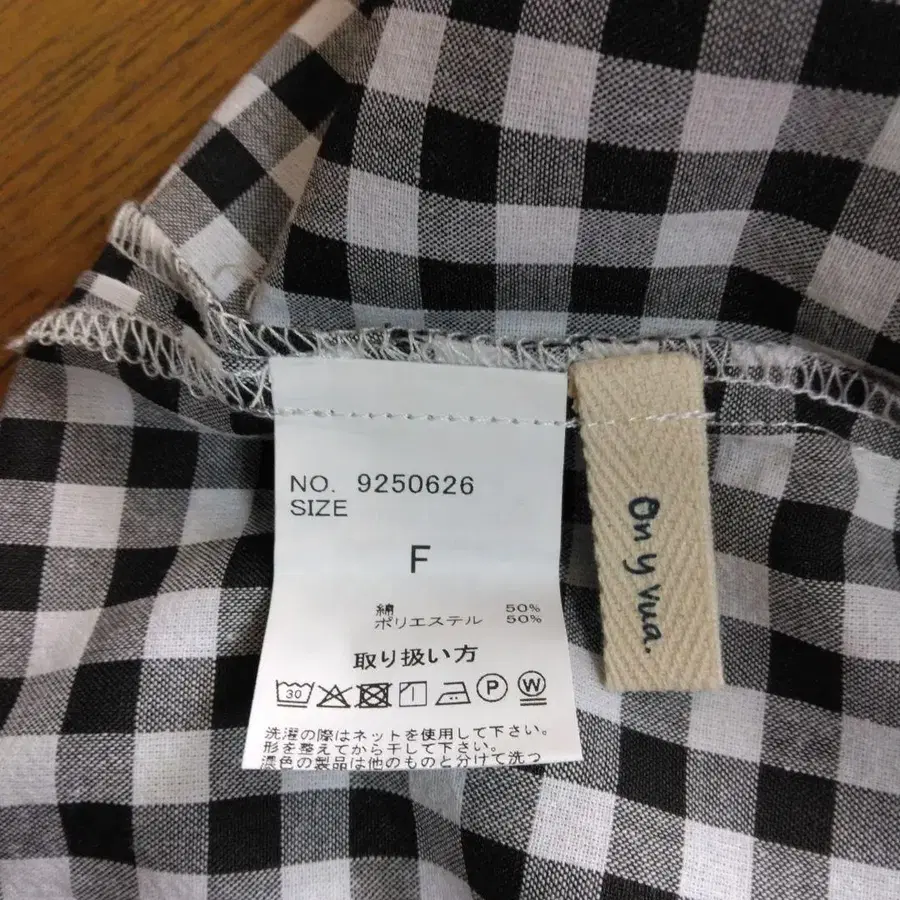 NO. 9250626
SIZE
F
綿 50%
ポリエステル 50%
取り扱い方
30 P W
洗濯の際はネットを使用して下さい。
形を整えてから干して下さい。
濃色の製品は他のものと分けて洗っ
On y Vua.